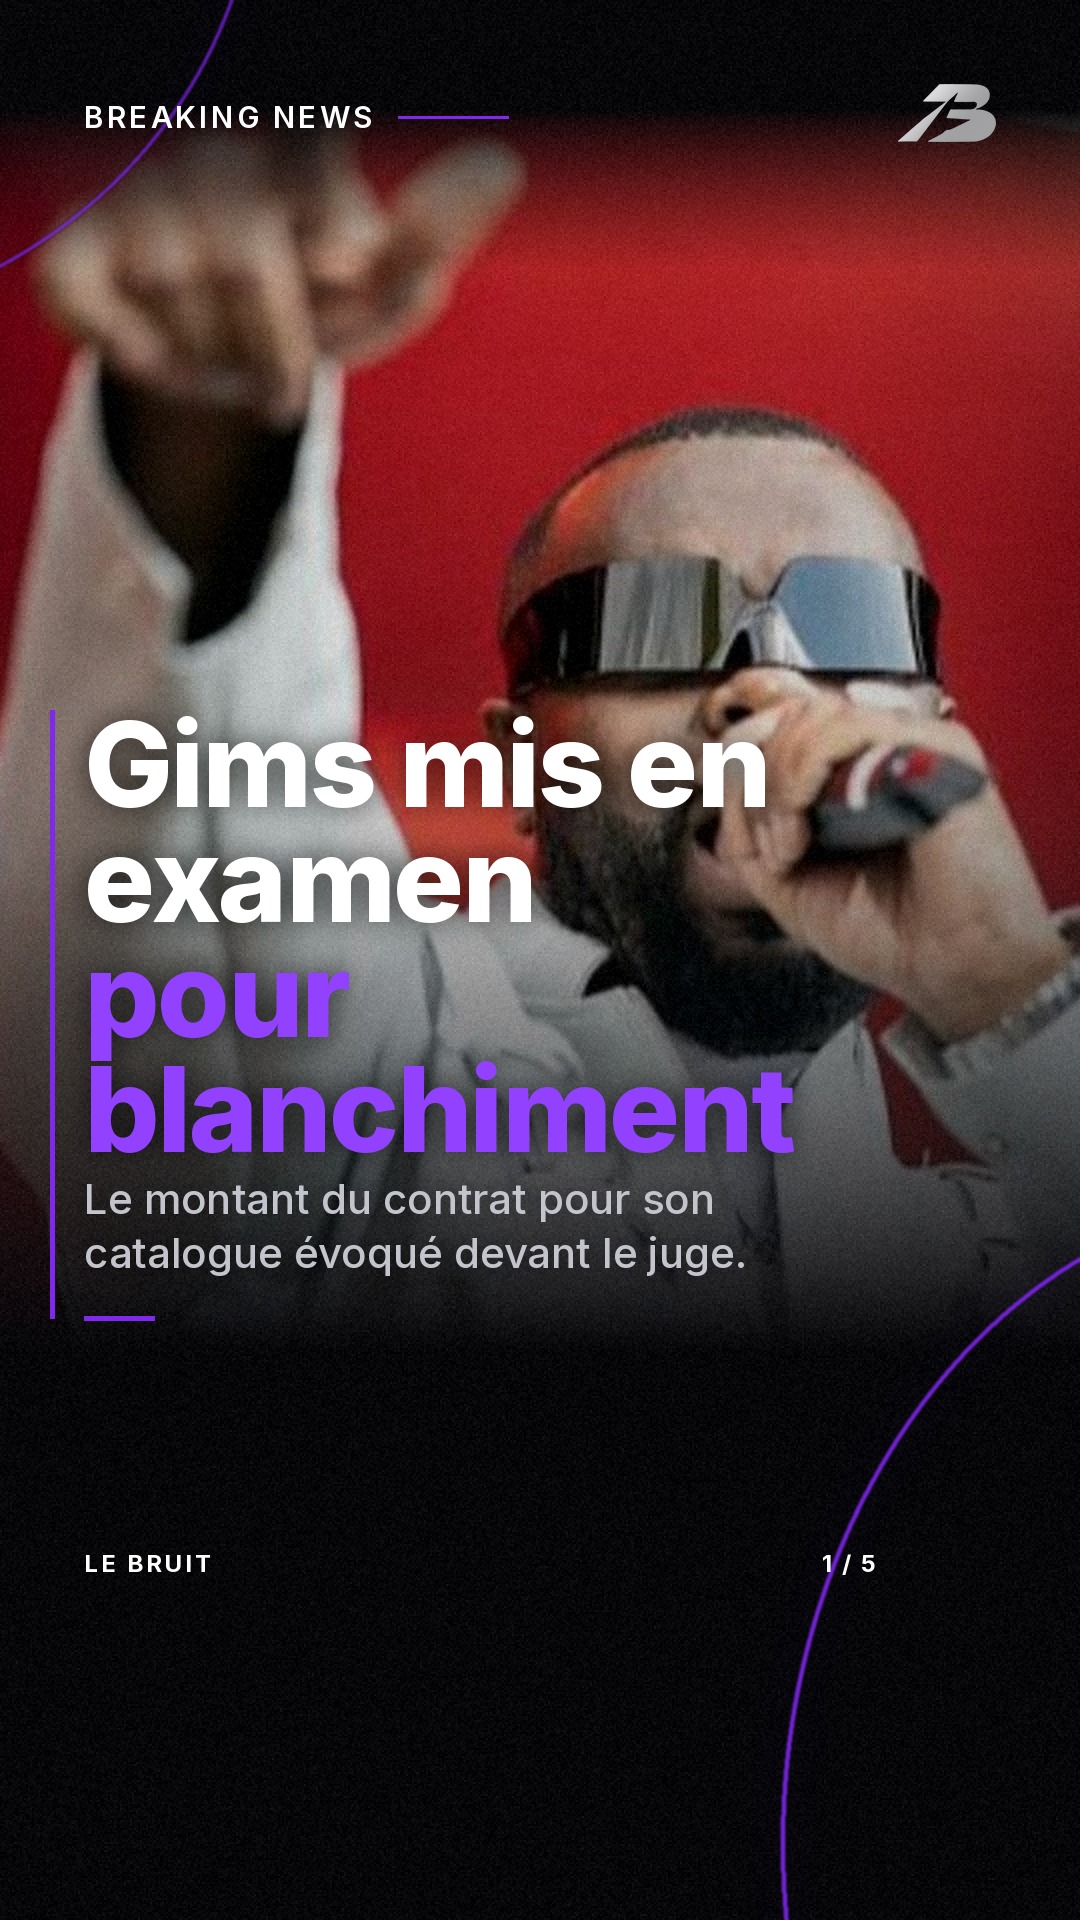 BREAKING NEWS
Gims mis en
examen
pour
blanchiment
Le montant du contrat pour son
catalogue évoqué devant le juge.
LE BRUIT
1 / 5